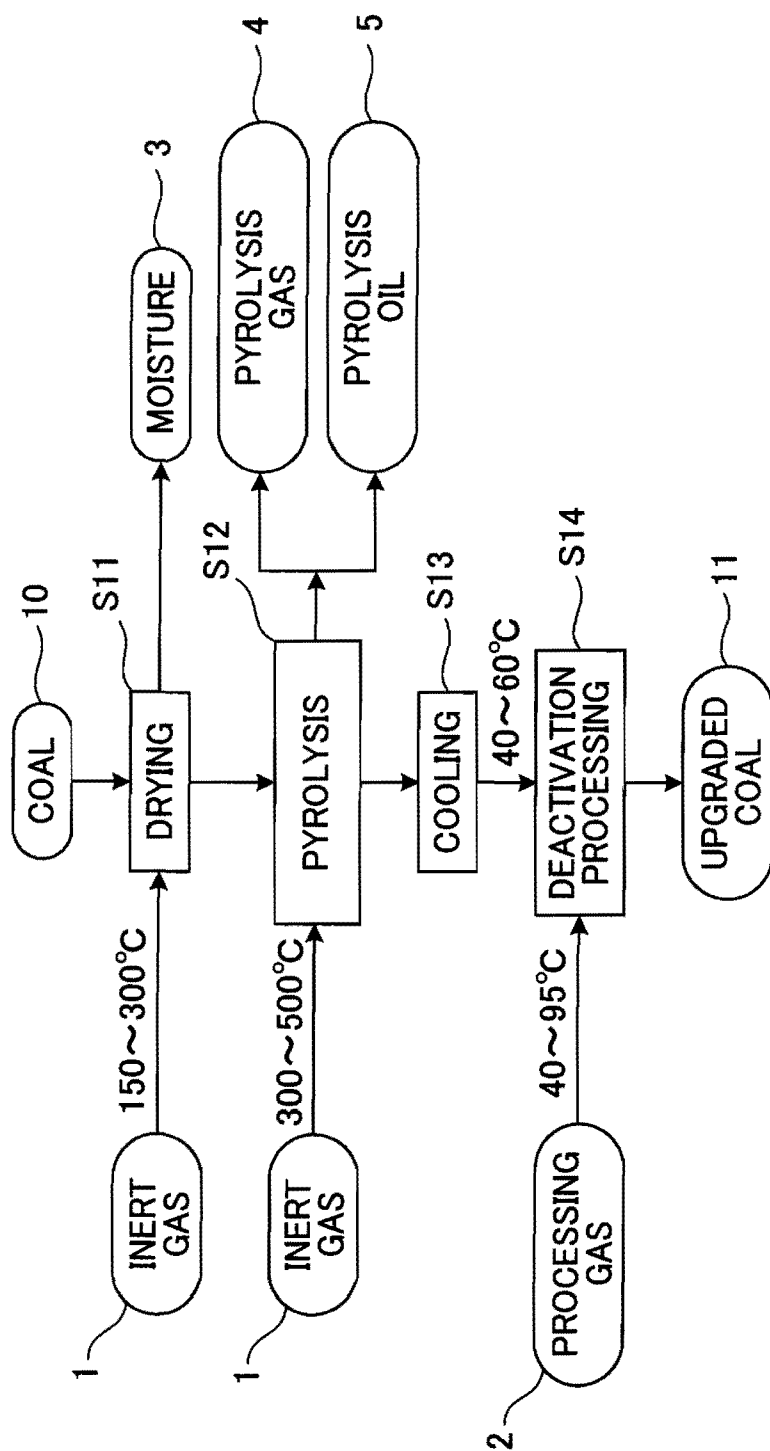 10
COAL
S11
150~300°C
INERT
GAS
1
DRYING
MOISTURE
3
S12
300~500°C
INERT
GAS
1
PYROLYSIS
PYROLYSIS
GAS
4
PYROLYSIS
OIL
5
COOLING
S13
40~60°C
40~95°C
PROCESSING
GAS
2
DEACTIVATION
PROCESSING
S14
UPGRADED
COAL
11